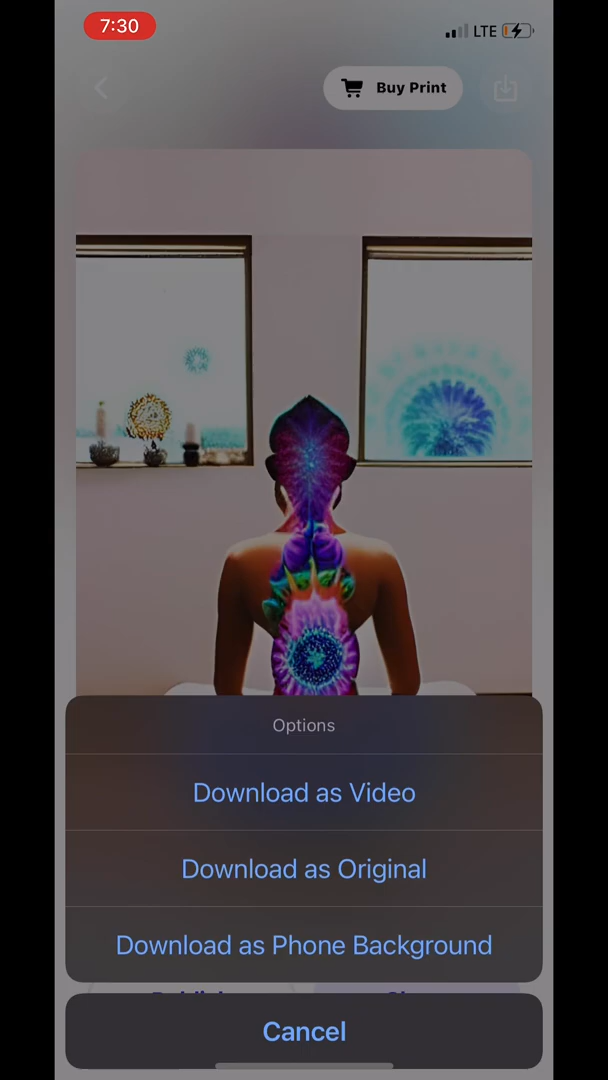 7:30
LTE
Buy Print
Options
Download as Video
Download as Original
Download as Phone Background
Cancel